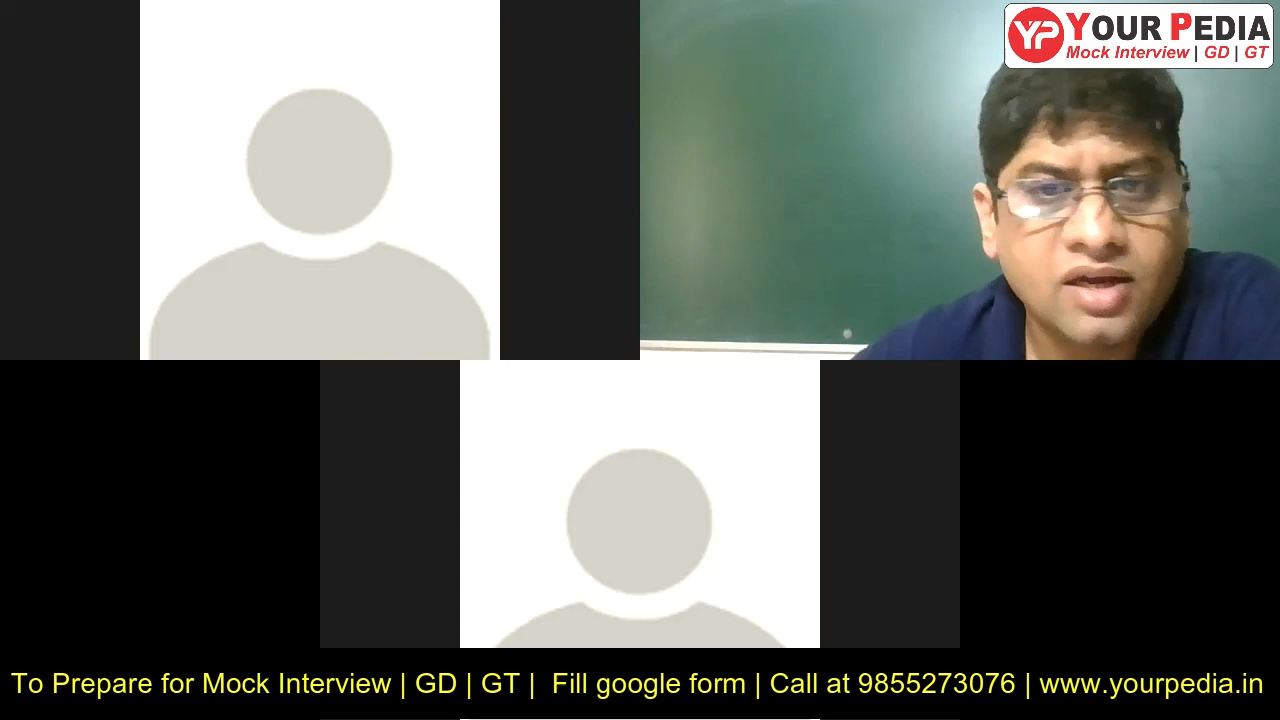 YOUR PEDIA
Mock Interview | GD | GT
To Prepare for Mock Interview | GD | GT | Fill google form | Call at 9855273076 | www.yourpedia.in